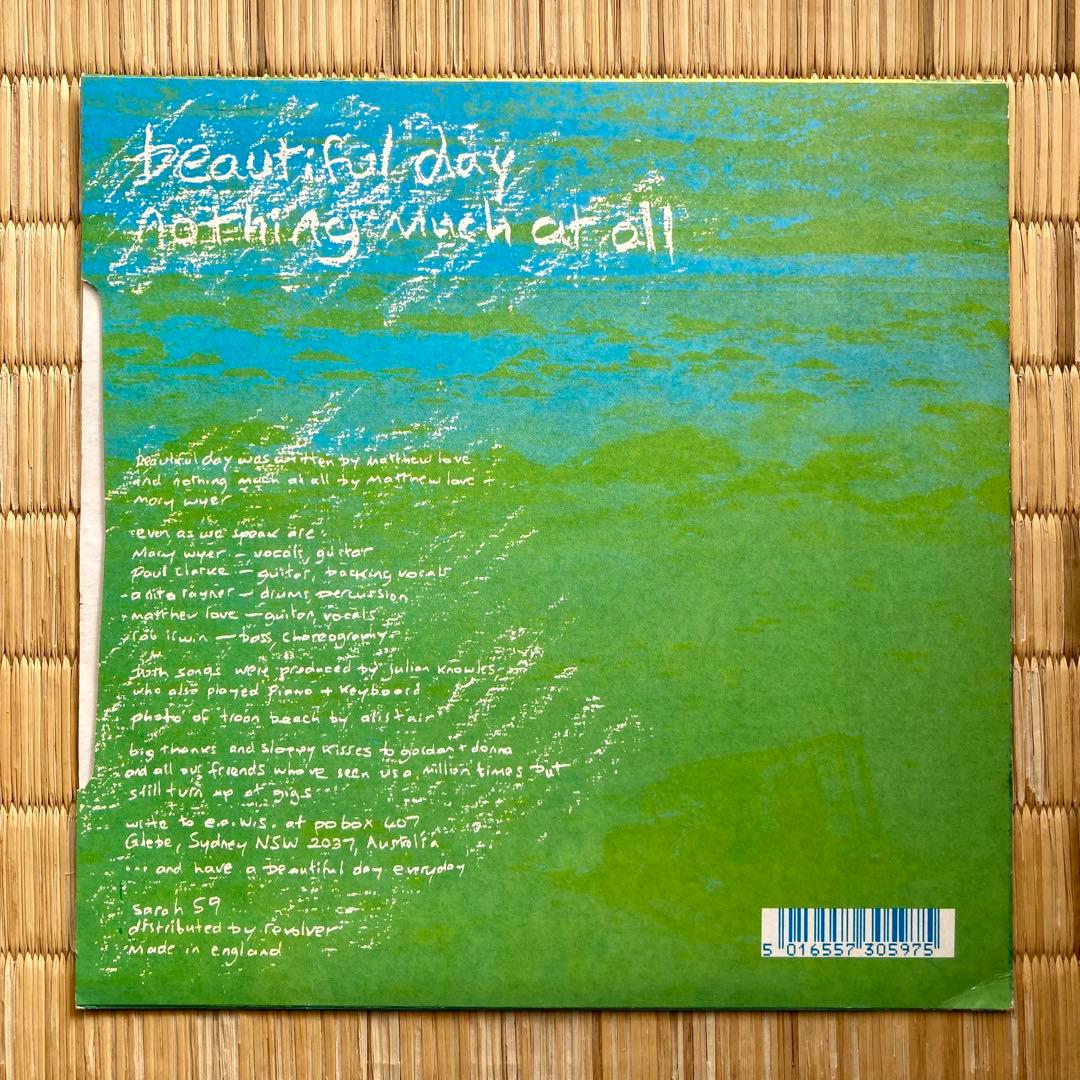 beautiful day
nothing much at all
beautiful day was written by matthew love
and nothing much at all by matthew love +
mary wyer
even as we speak are:
Mary wyer – vocals, guitar
Paul clarke – guitar, backing vocals
anita rayner – drums, percussion
matthew love – guitar, vocals
rob irwin – bass, choreography
both songs were produced by julian knowles,
who also played piano + keyboard
photo of troon beach by alistair
big thanks and sloppy kisses to gordon + donna
and all our friends who've seen us a million times but
still turn up at gigs
write to e.a.w.s. at po box 407,
Glebe, Sydney NSW 2037, Australia
... and have a beautiful day everyday
sarah 59
distributed by revolver
made in england
5 016557 305975